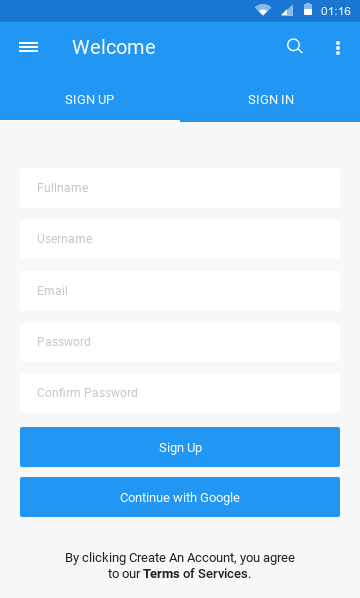 01:16
Welcome
SIGN UP
SIGN IN
Fullname
Username
Email
Password
Confirm Password
Sign Up
Continue with Google
By clicking Create An Account, you agree
to our Terms of Services.